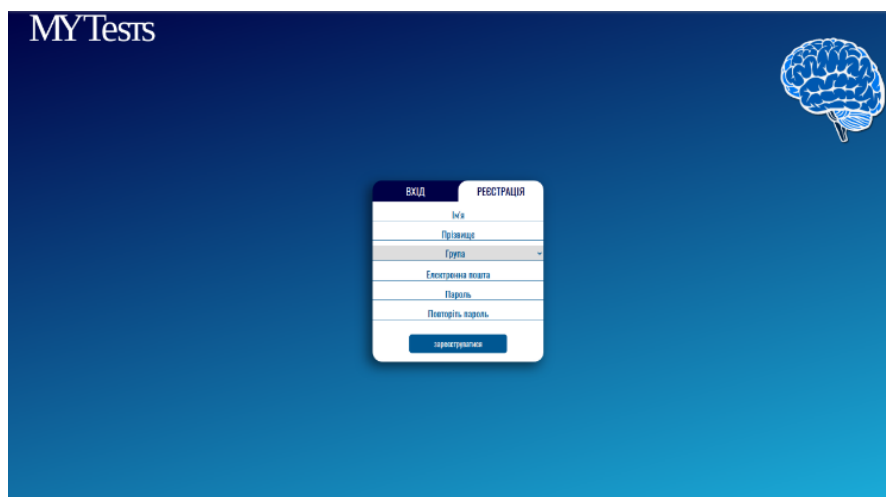 MYTests
ВХІД РЕЄСТРАЦІЯ
Ім'я
Прізвище
Група
Електронна пошта
Пароль
Повторіть пароль
зареєструватися